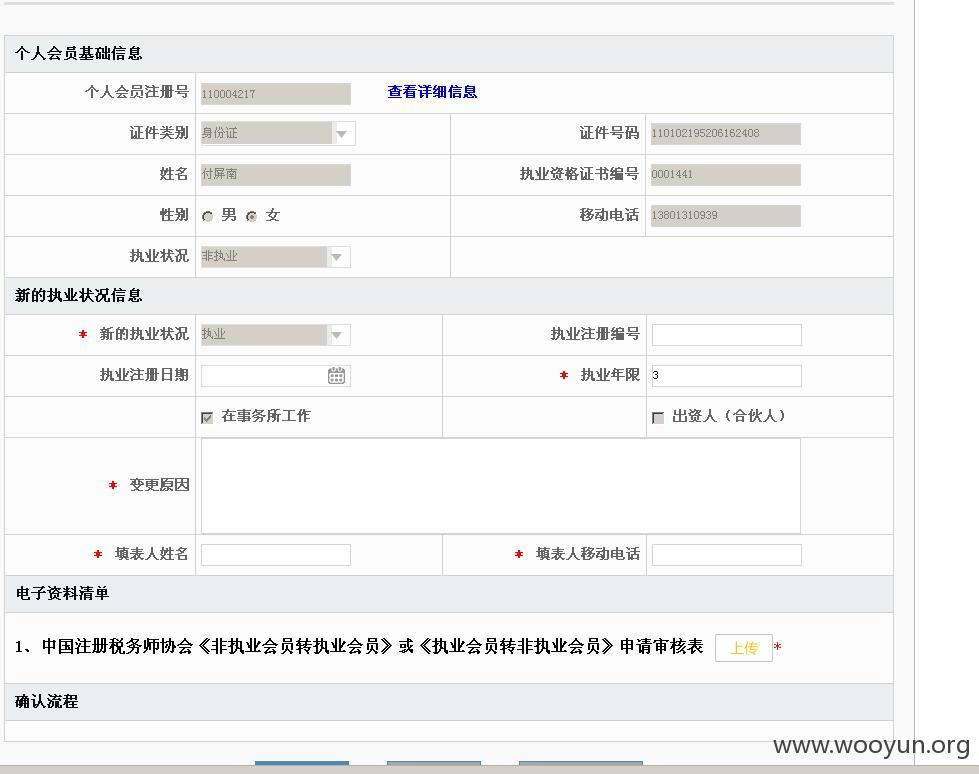 个人会员基础信息
个人会员注册号 110004217 查看详细信息
证件类别 身份证 证件号码 110102195206162408
姓名 付屏南 执业资格证书编号 0001441
性别 男 女 移动电话 13801310939
执业状况 非执业
新的执业状况信息
* 新的执业状况 执业 执业注册编号
执业注册日期 * 执业年限 3
在事务所工作 出资人（合伙人）
* 变更原因
* 填表人姓名 * 填表人移动电话
电子资料清单
1、中国注册税务师协会《非执业会员转执业会员》或《执业会员转非执业会员》申请审核表 上传 *
确认流程
www.wooyun.org